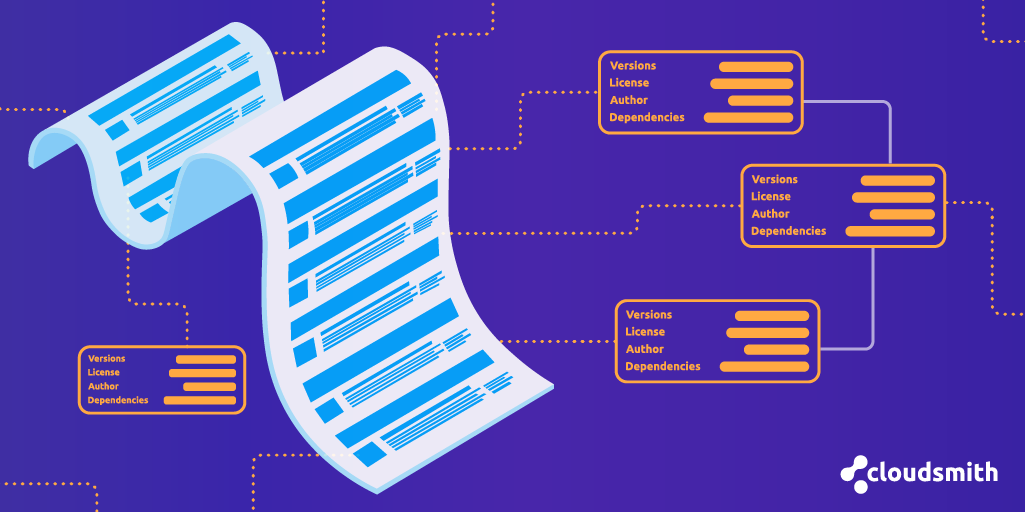 Versions
License
Author
Dependencies
Versions
License
Author
Dependencies
Versions
License
Author
Dependencies
Versions
License
Author
Dependencies
cloudsmith